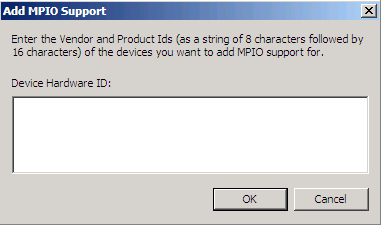 Add MPIO Support
Enter the Vendor and Product Ids (as a string of 8 characters followed by
16 characters) of the devices you want to add MPIO support for.
Device Hardware ID:
OK
Cancel